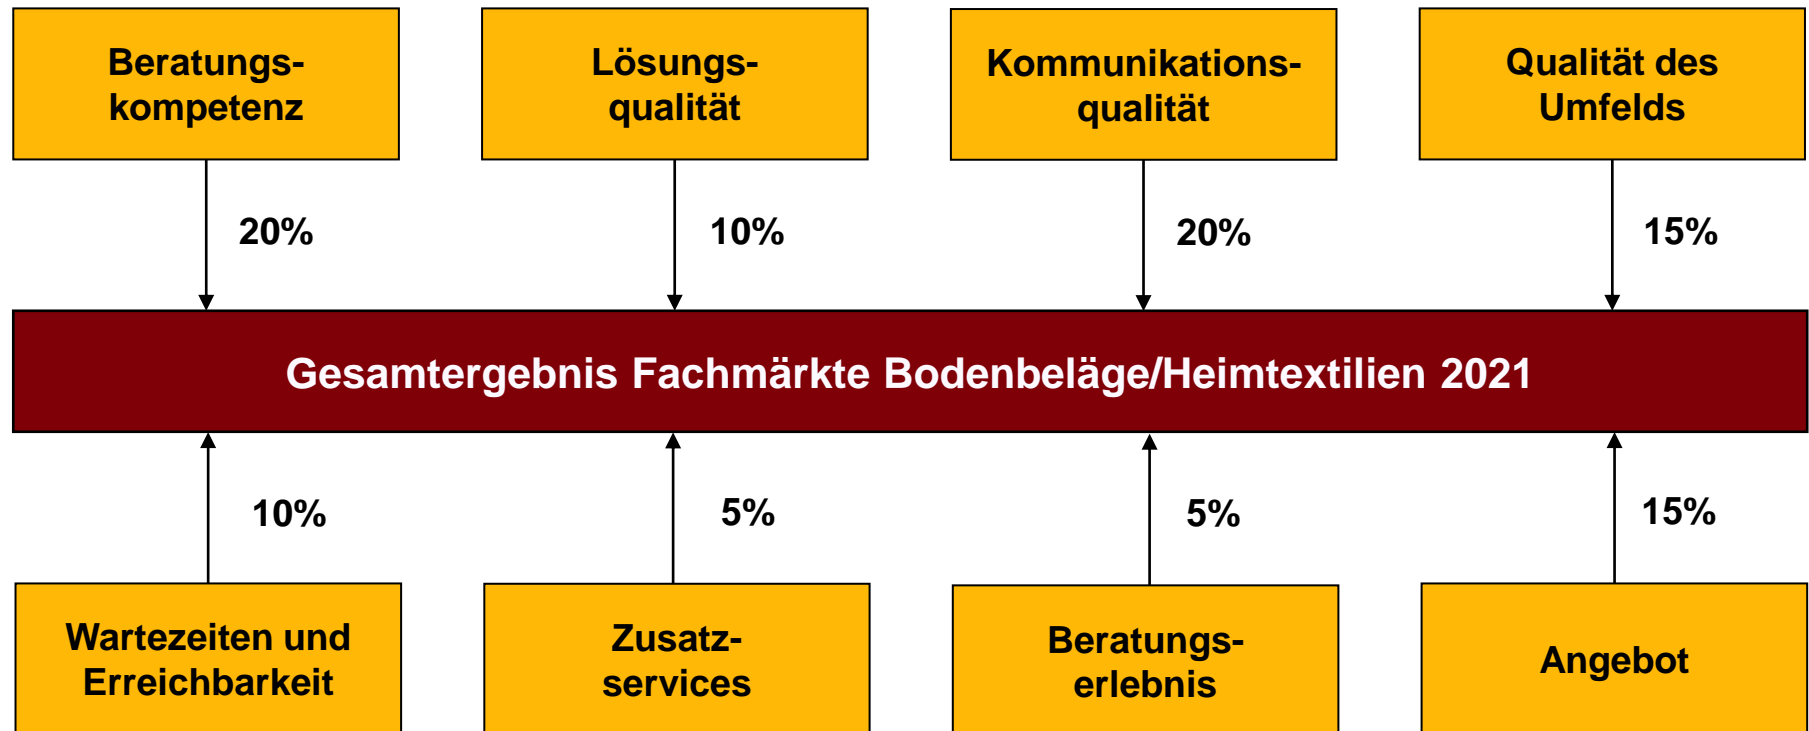 Beratungs-
kompetenz
Lösungs-
qualität
Kommunikations-
qualität
Qualität des
Umfelds
20%
10%
20%
15%
Gesamtergebnis Fachmärkte Bodenbeläge/Heimtextilien 2021
10%
5%
5%
15%
Wartezeiten und
Erreichbarkeit
Zusatz-
services
Beratungs-
erlebnis
Angebot